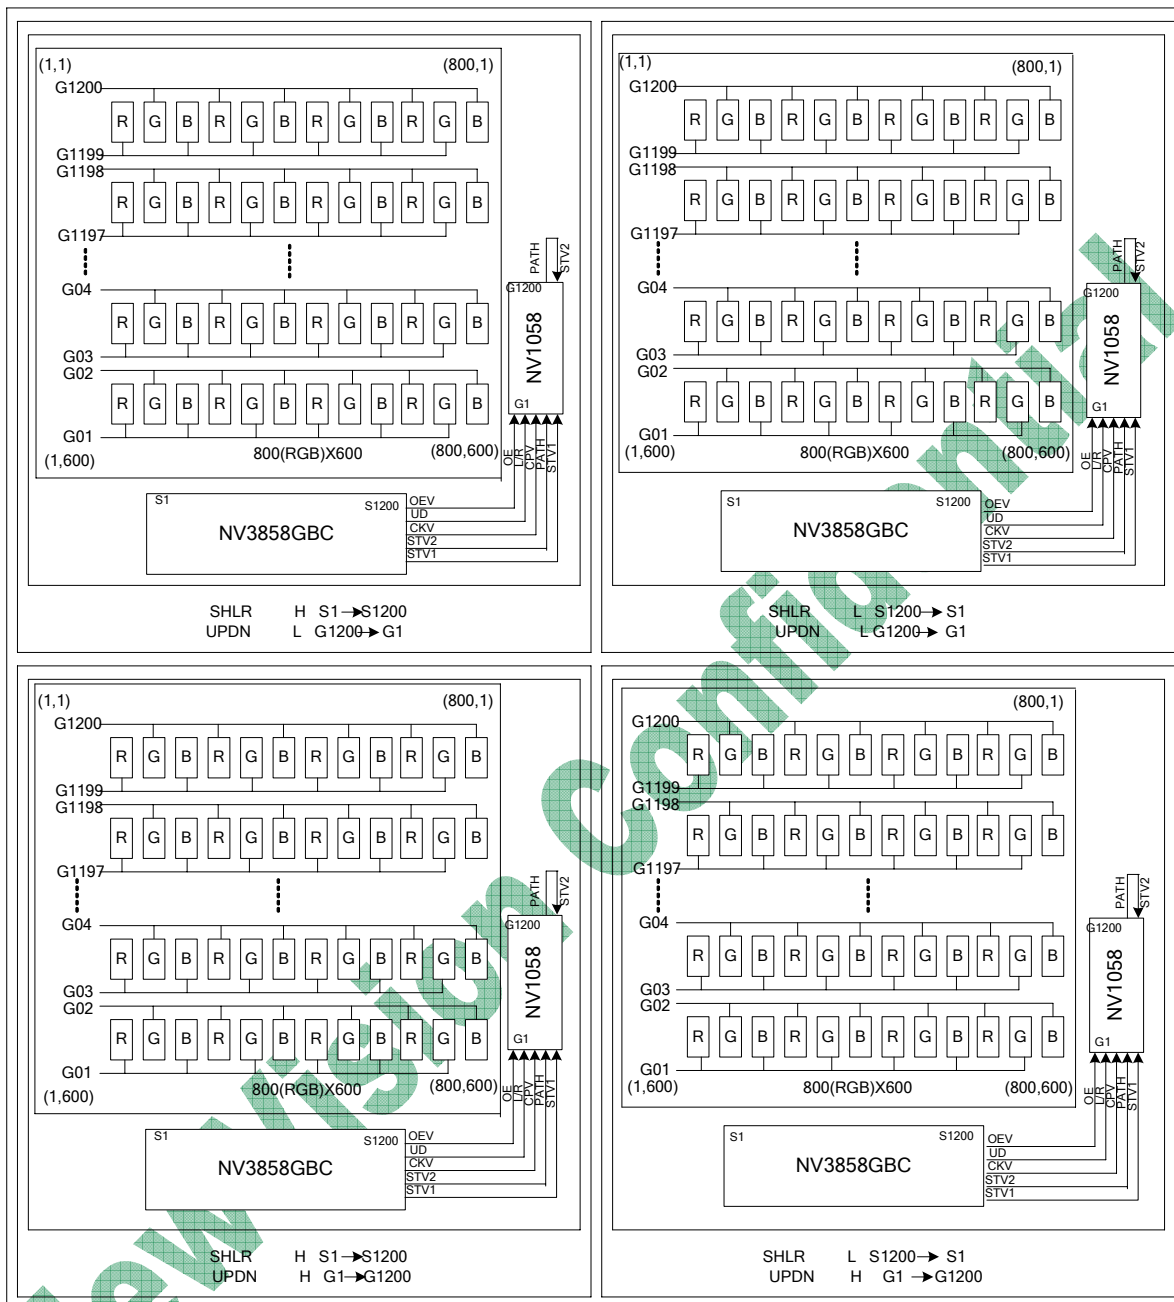 (1,1) (800,1)
G1200
R G B R G B R G B R G B
G1199
G1198
R G B R G B R G B R G B
G1197
PATH
STV2
G04
G1200
R G B R G B R G B R G B
NV1058
G03
G02
R G B R G B R G B R G B
G1
G01
(1,600) 800(RGB)X600 (800,600)
OE L/R CPV PATH STV1
S1 S1200
NV3858GBC
OEV
UD
CKV
STV2
STV1
SHLR H S1→S1200
UPDN L G1200→G1
(1,1) (800,1)
G1200
R G B R G B R G B R G B
G1199
G1198
R G B R G B R G B R G B
G1197
PATH
STV2
G04
G1200
R G B R G B R G B R G B
NV1058
G03
G02
R G B R G B R G B R G B
G1
G01
(1,600) 800(RGB)X600 (800,600)
OE L/R CPV PATH STV1
S1 S1200
NV3858GBC
OEV
UD
CKV
STV2
STV1
SHLR L S1200→S1
UPDN L G1200→G1
(1,1) (800,1)
G1200
R G B R G B R G B R G B
G1199
G1198
R G B R G B R G B R G B
G1197
PATH
STV2
G04
G1200
R G B R G B R G B R G B
NV1058
G03
G02
R G B R G B R G B R G B
G1
G01
(1,600) 800(RGB)X600 (800,600)
OE L/R CPV PATH STV1
S1 S1200
NV3858GBC
OEV
UD
CKV
STV2
STV1
SHLR H S1→S1200
UPDN H G1→G1200
(800,1)
G1200
R G B R G B R G B R G B
G1199
G1198
R G B R G B R G B R G B
G1197
PATH
STV2
G04
G1200
R G B R G B R G B R G B
NV1058
G03
G02
R G B R G B R G B R G B
G1
G01
(1,600) 800(RGB)X600 (800,600)
OE L/R CPV PATH STV1
S1 S1200
NV3858GBC
OEV
UD
CKV
STV2
STV1
SHLR L S1200→S1
UPDN H G1→G1200
New Vision Confidential